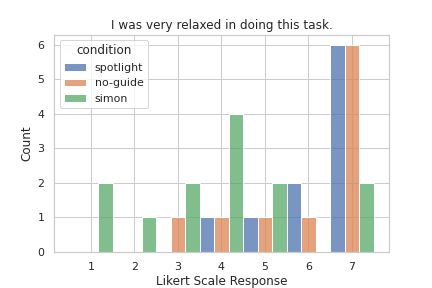 I was very relaxed in doing this task.
condition
spotlight
no-guide
simon
6
5
4
3
2
1
0
Count
1 2 3 4 5 6 7
Likert Scale Response